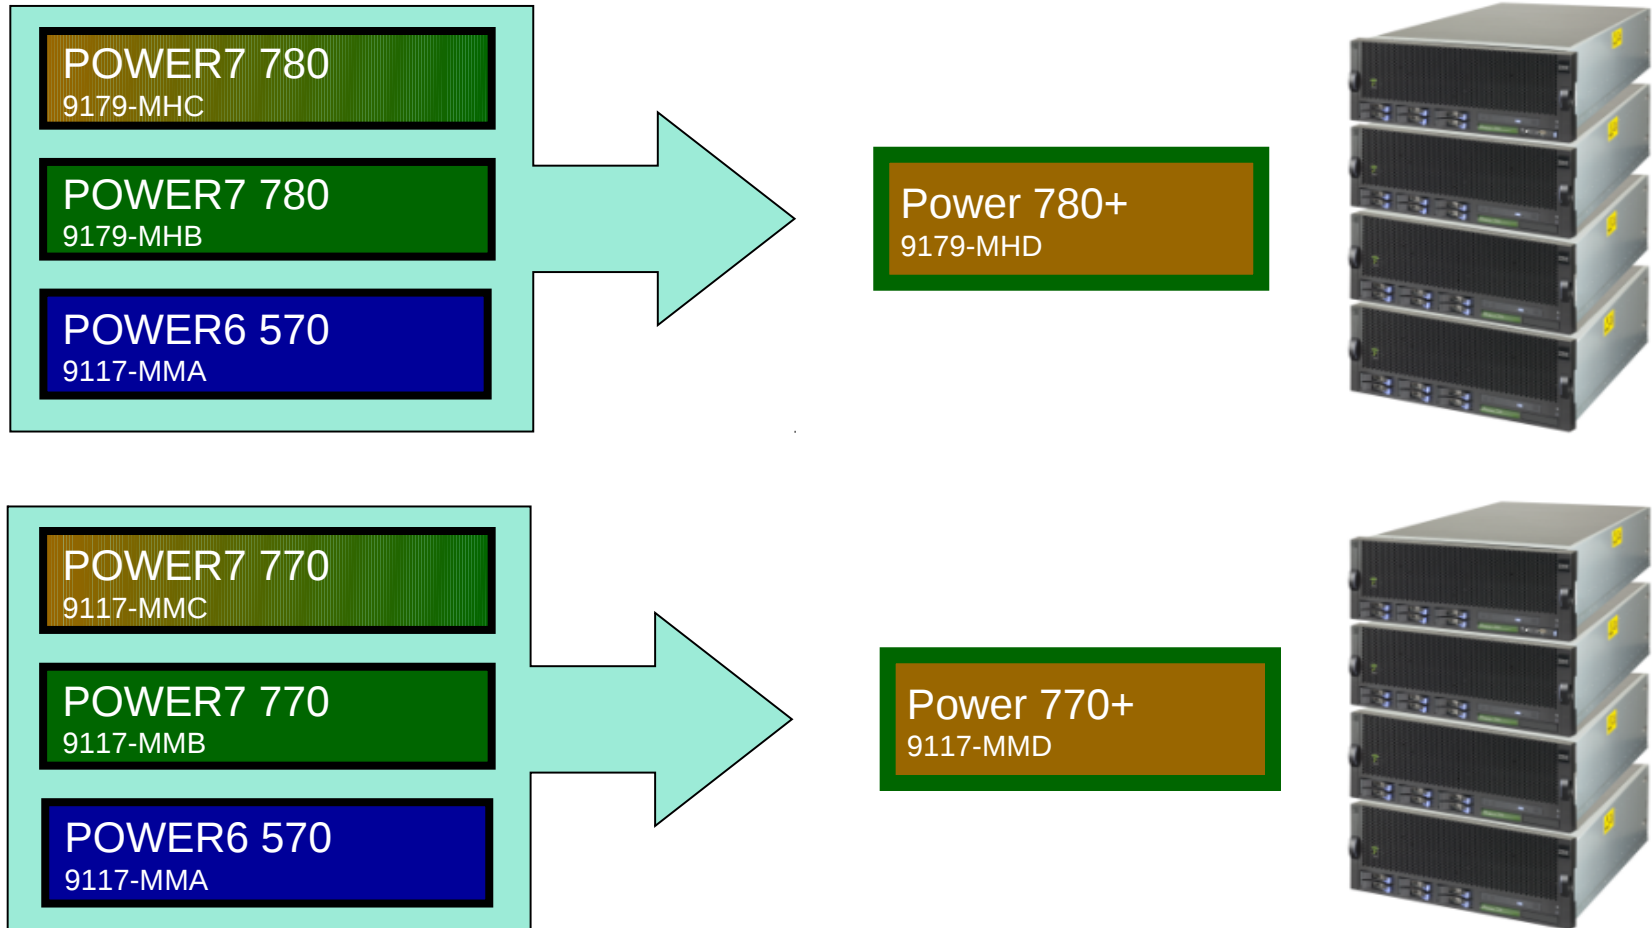 POWER7 780
9179-MHC
POWER7 780
9179-MHB
POWER6 570
9117-MMA
Power 780+
9179-MHD
POWER7 770
9117-MMC
POWER7 770
9117-MMB
POWER6 570
9117-MMA
Power 770+
9117-MMD